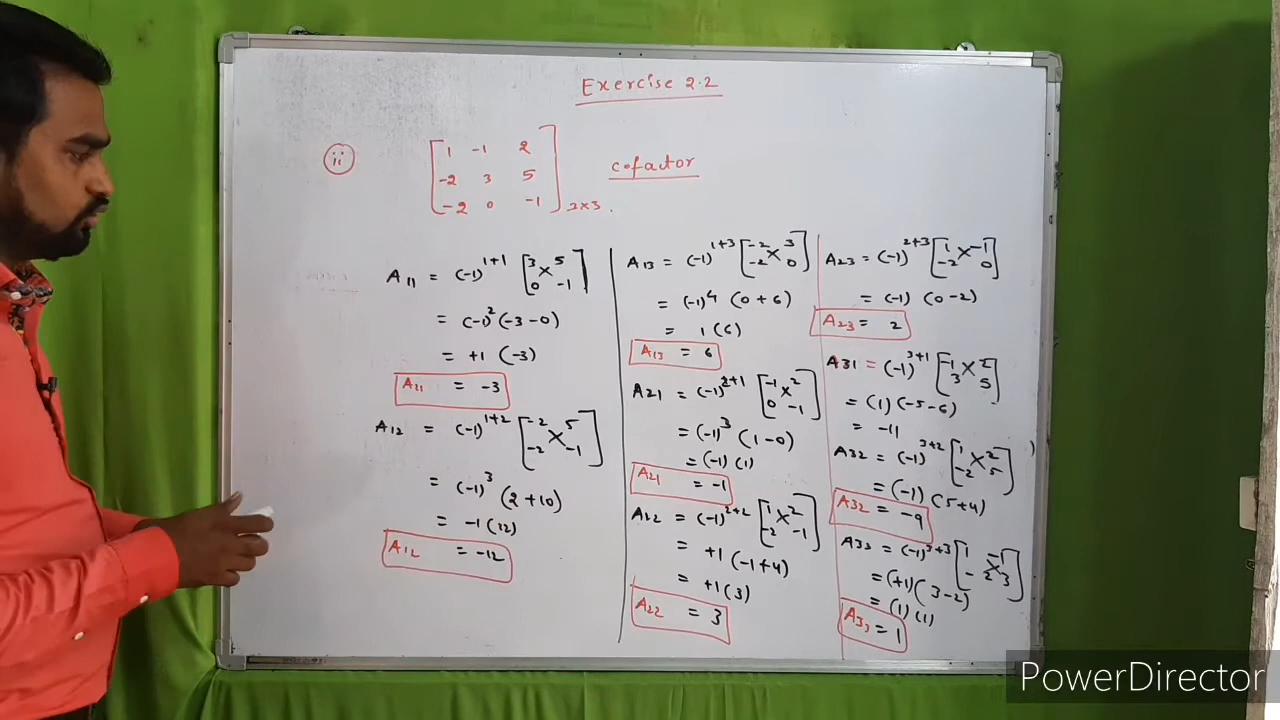 Exercise 2.2
ii
1 -1 2
-2 3 5
-2 0 -1
3x3.
cofactor
A11 = (-1)^1+1 [3 5
0 -1]
= (-1)^2 (-3-0)
= +1 (-3)
A11 = -3
A12 = (-1)^1+2 [-2 5
-2 -1]
= (-1)^3 (2+10)
= -1(12)
A12 = -12
A13 = (-1)^1+3 [-2 3
-2 0]
= (-1)^4 (0+6)
= 1(6)
A13 = 6
A21 = (-1)^2+1 [-1 2
0 -1]
= (-1)^3 (1-0)
= (-1)(1)
A21 = -1
A22 = (-1)^2+2 [1 2
-2 -1]
= +1(-1+4)
= +1(3)
A22 = 3
A23 = (-1)^2+3 [1 -1
-2 0]
= (-1) (0-2)
A23 = 2
A31 = (-1)^3+1 [-1 2
3 5]
= (1)(-5-6)
= -11
A32 = (-1)^3+2 [1 2
-2 5]
= (-1)(5+4)
A32 = -9
A33 = (-1)^3+3 [1 -1
-2 3]
= (+1)(3-2)
= (1)(1)
A33 = 1
PowerDirector